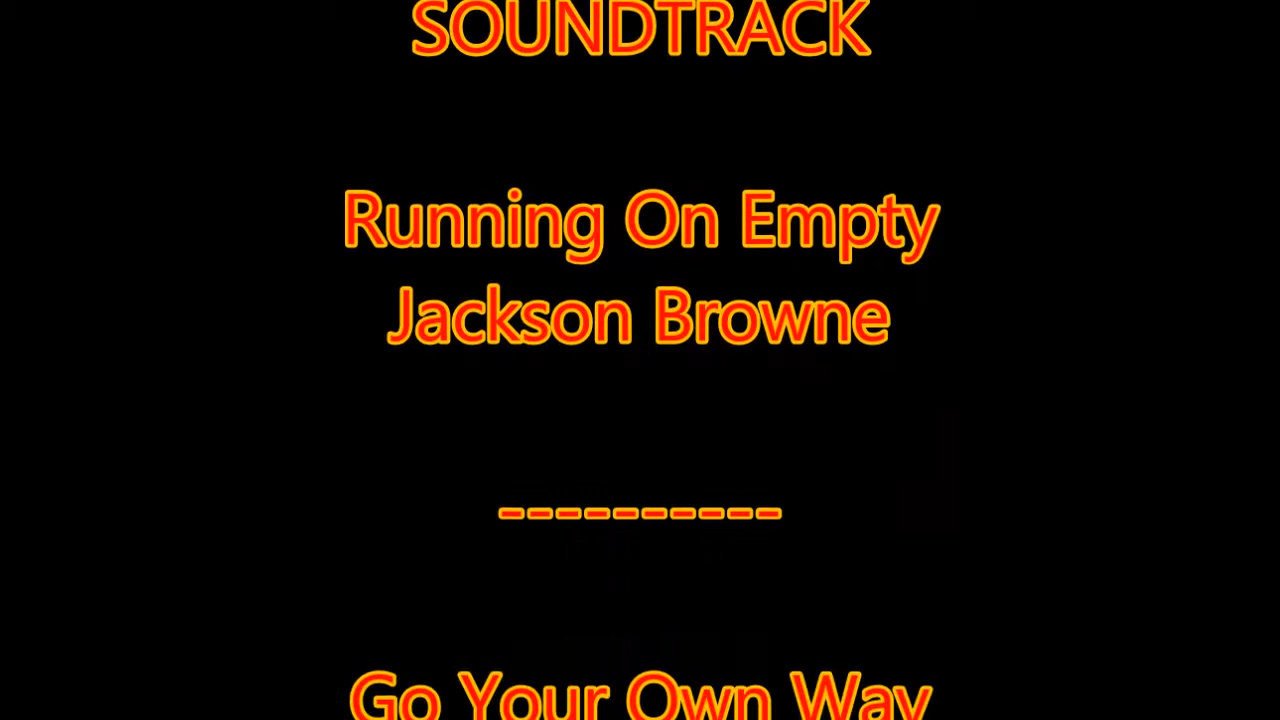 SOUNDTRACK
Running On Empty
Jackson Browne
----------
Go Your Own Way